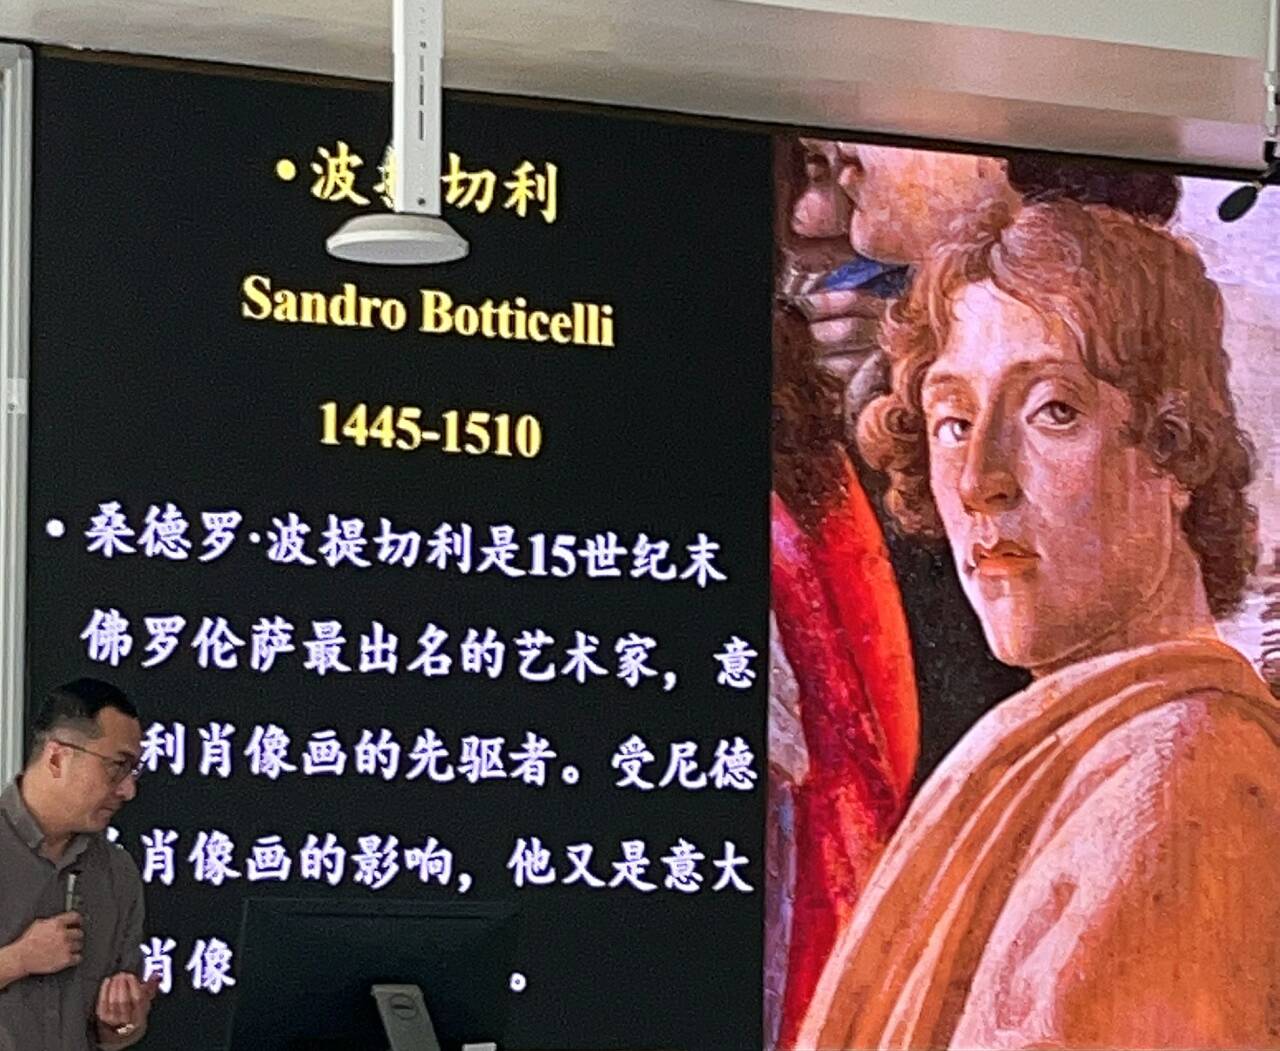 •波提切利
Sandro Botticelli
1445-1510
•桑德罗·波提切利是15世纪末
佛罗伦萨最出名的艺术家，意
利肖像画的先驱者。受尼德
肖像画的影响，他又是意大
肖像 。